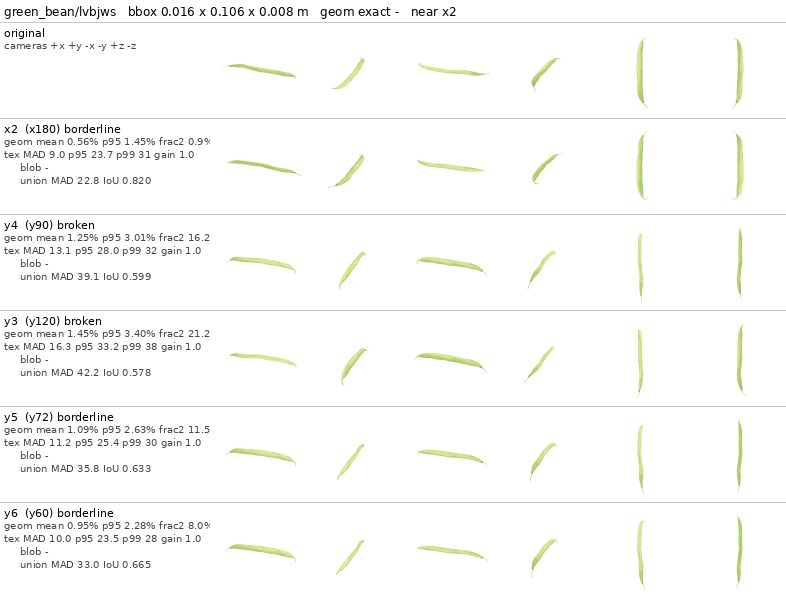 green_bean/lvbjws   bbox 0.016 x 0.106 x 0.008 m   geom exact -   near x2
original
cameras +x +y -x -y +z -z
x2  (x180) borderline
geom mean 0.56% p95 1.45% frac2 0.9%
tex MAD 9.0 p95 23.7 p99 31 gain 1.0
blob -
union MAD 22.8 IoU 0.820
y4  (y90) broken
geom mean 1.25% p95 3.01% frac2 16.2
tex MAD 13.1 p95 28.0 p99 32 gain 1.0
blob -
union MAD 39.1 IoU 0.599
y3  (y120) broken
geom mean 1.45% p95 3.40% frac2 21.2
tex MAD 16.3 p95 33.2 p99 38 gain 1.0
blob -
union MAD 42.2 IoU 0.578
y5  (y72) borderline
geom mean 1.09% p95 2.63% frac2 11.5
tex MAD 11.2 p95 25.4 p99 30 gain 1.0
blob -
union MAD 35.8 IoU 0.633
y6  (y60) borderline
geom mean 0.95% p95 2.28% frac2 8.0%
tex MAD 10.0 p95 23.5 p99 28 gain 1.0
blob -
union MAD 33.0 IoU 0.665